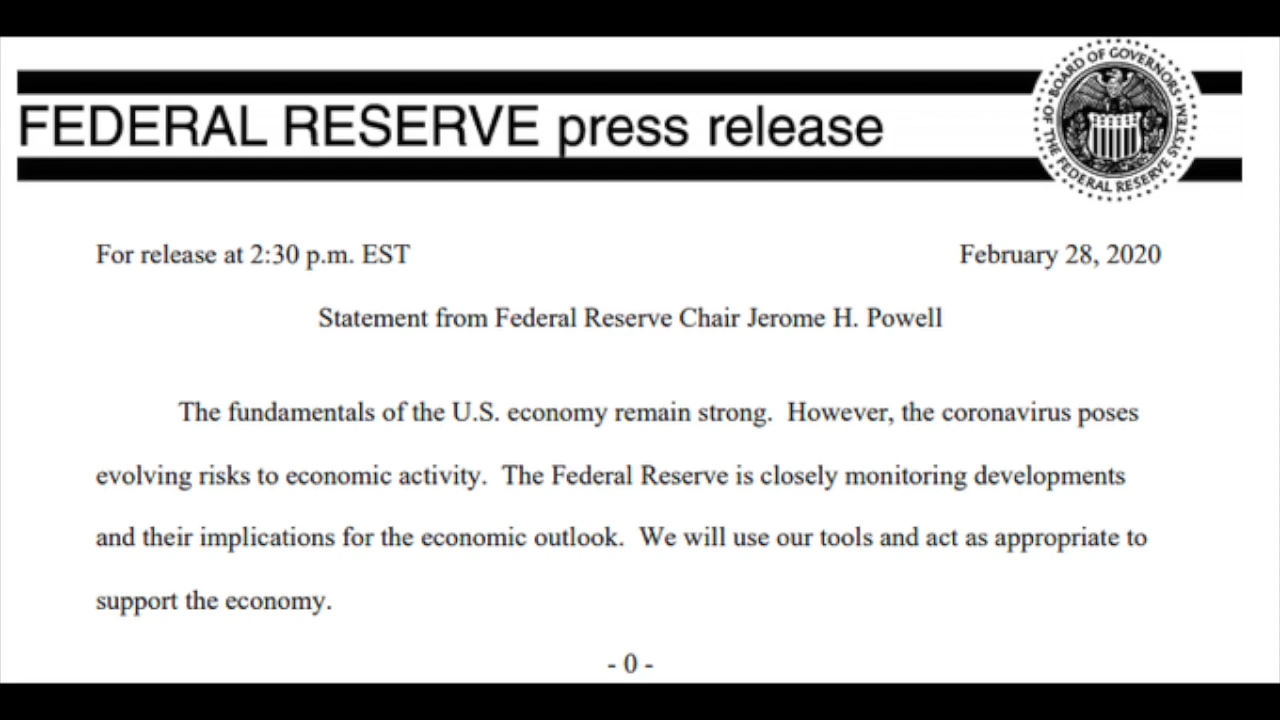 FEDERAL RESERVE press release
BOARD OF GOVERNORS OF THE FEDERAL RESERVE SYSTEM
For release at 2:30 p.m. EST
February 28, 2020
Statement from Federal Reserve Chair Jerome H. Powell
The fundamentals of the U.S. economy remain strong.  However, the coronavirus poses
evolving risks to economic activity.  The Federal Reserve is closely monitoring developments
and their implications for the economic outlook.  We will use our tools and act as appropriate to
support the economy.
- 0 -